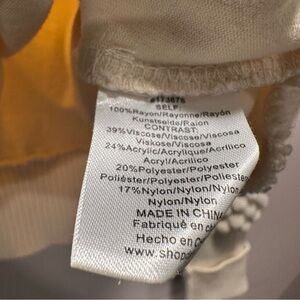 SELF:
100%Rayon/Rayonne/Rayón
Kunstseide/Raion
CONTRAST:
39%Viscose/Viscosa/Viscosa
Viskose/Viscosa
24%Acrylic/Acrylique/Acrílico
Acryl/Acrilico
20%Polyester/Polyester
Poliéster/Polyester/Poliestere
17%Nylon/Nylon/Nylon
Nylon/Nylon
MADE IN CHINA
Fabriqué en
Hecho en
www.shop